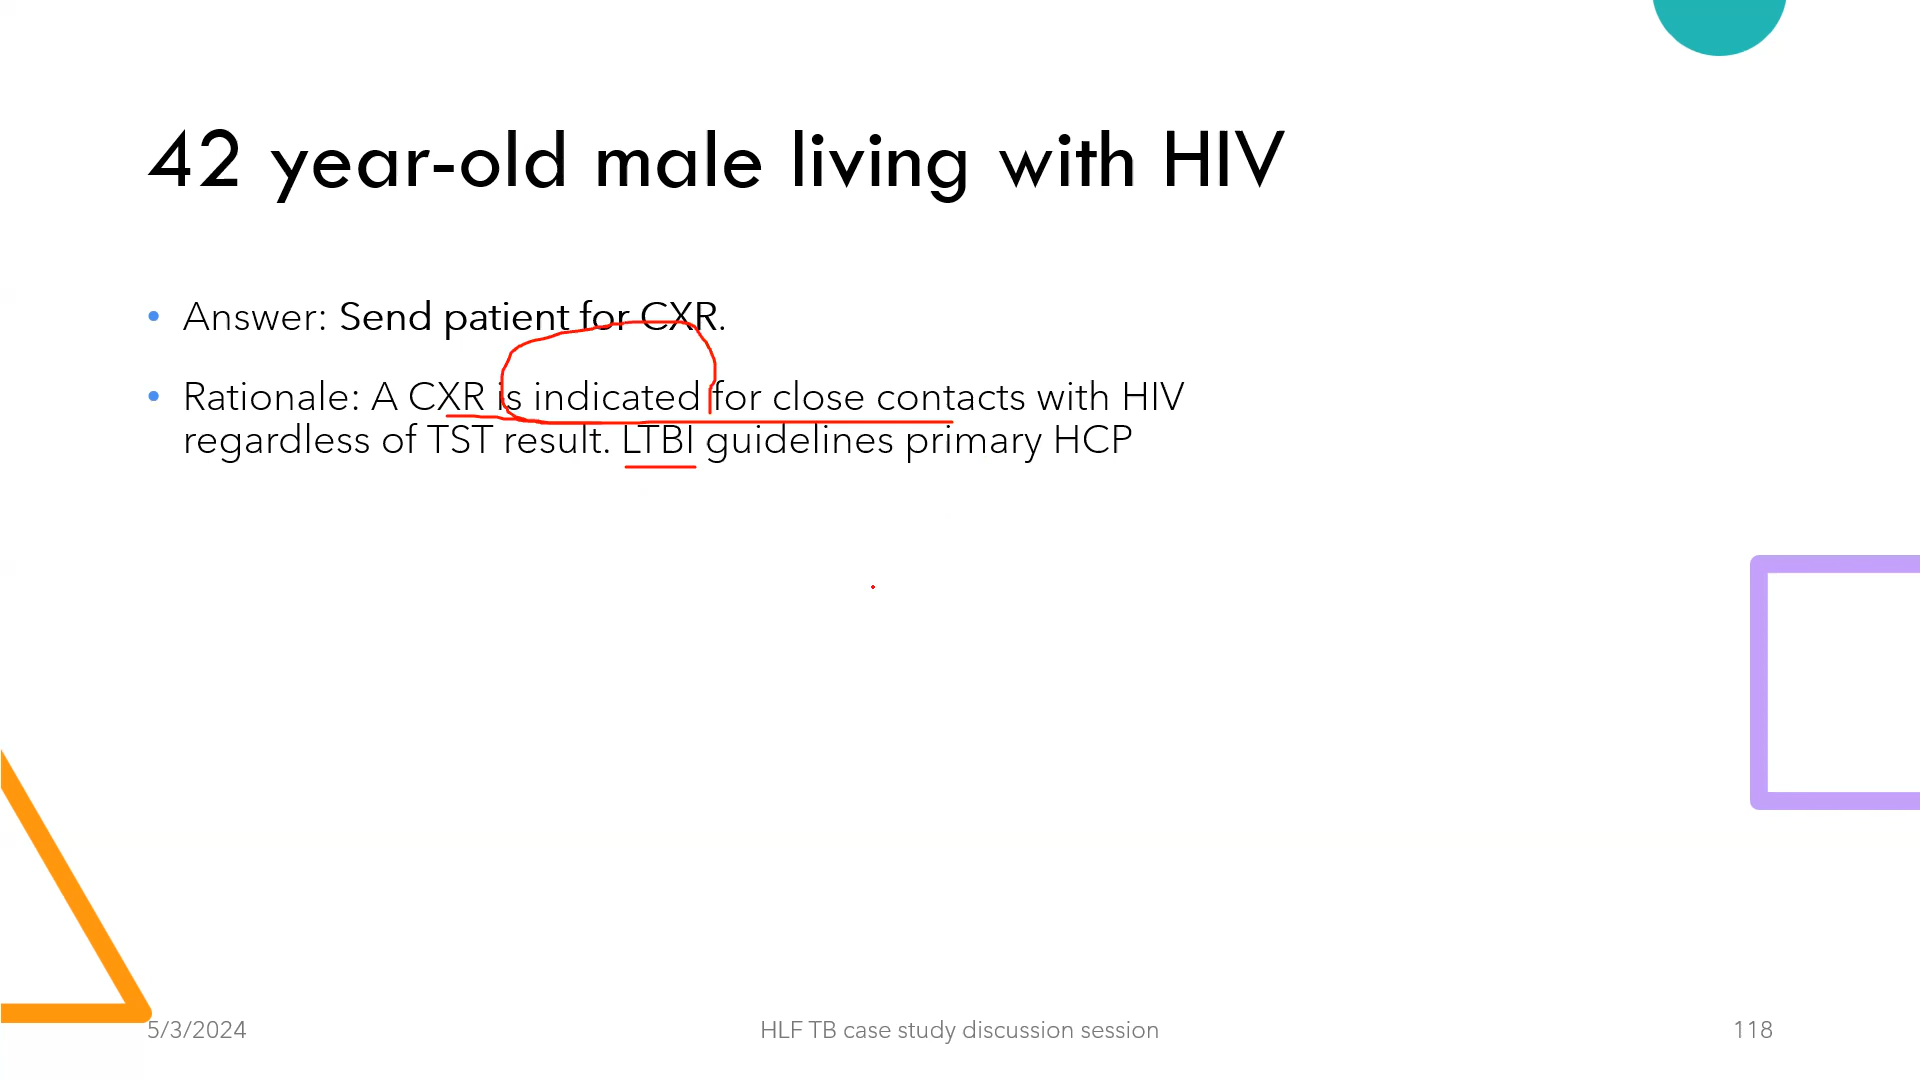 42 year-old male living with HIV
• Answer: Send patient for CXR.
• Rationale: A CXR is indicated for close contacts with HIV
regardless of TST result. LTBI guidelines primary HCP
5/3/2024
HLF TB case study discussion session
118